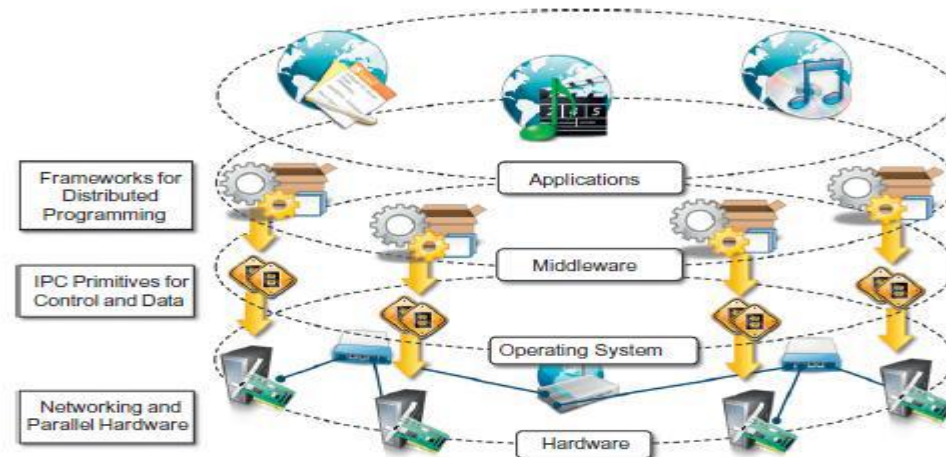 Frameworks for
Distributed
Programming
Applications
IPC Primitives for
Control and Data
Middleware
Operating System
Networking and
Parallel Hardware
Hardware